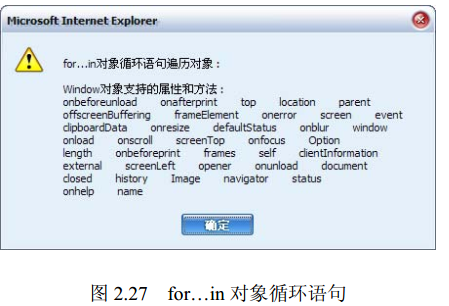 Microsoft Internet Explorer
for…in对象循环语句遍历对象：
Window对象支持的属性和方法：
onbeforeunload onafterprint top location parent
offscreenBuffering frameElement onerror screen event
clipboardData onresize defaultStatus onblur window
onload onscroll screenTop onfocus Option
length onbeforeprint frames self clientInformation
external screenLeft opener onunload document
closed history Image navigator status
onhelp name
确定
图 2.27 for…in 对象循环语句